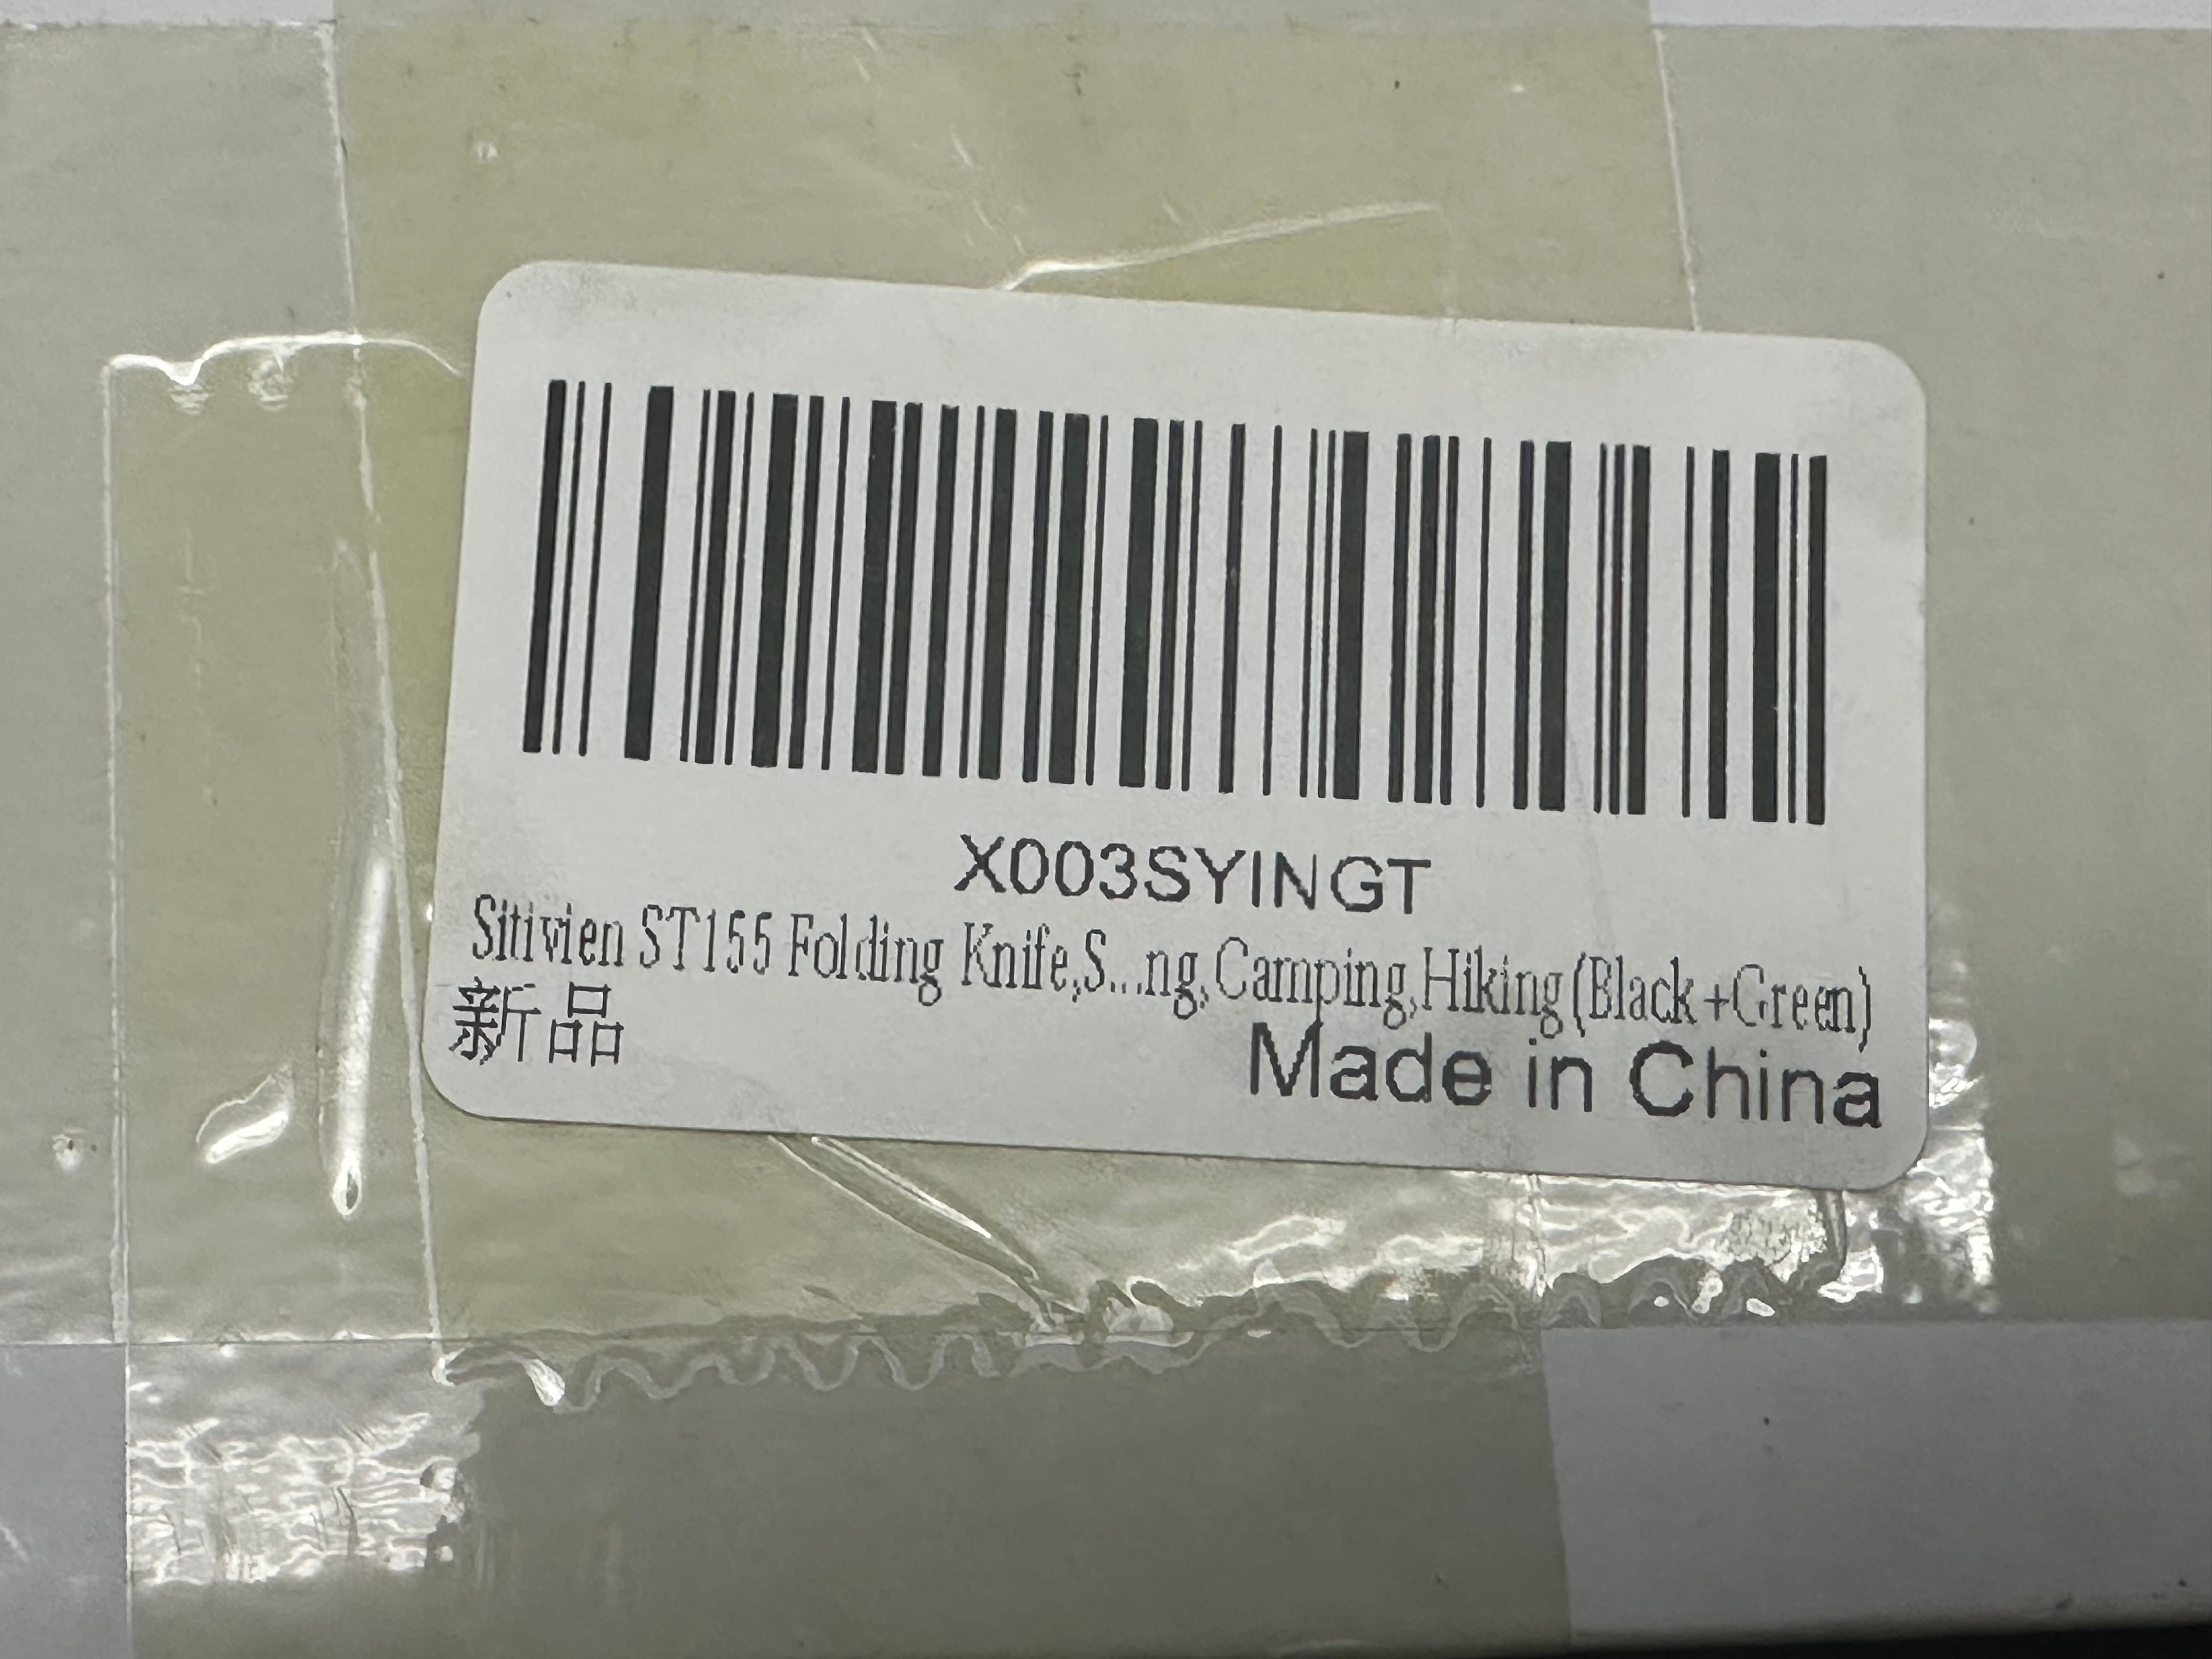 X003SYINGT
Sitivien ST155 Folding Knife,S...ng,Camping,Hiking(Black+Green)
新品
Made in China